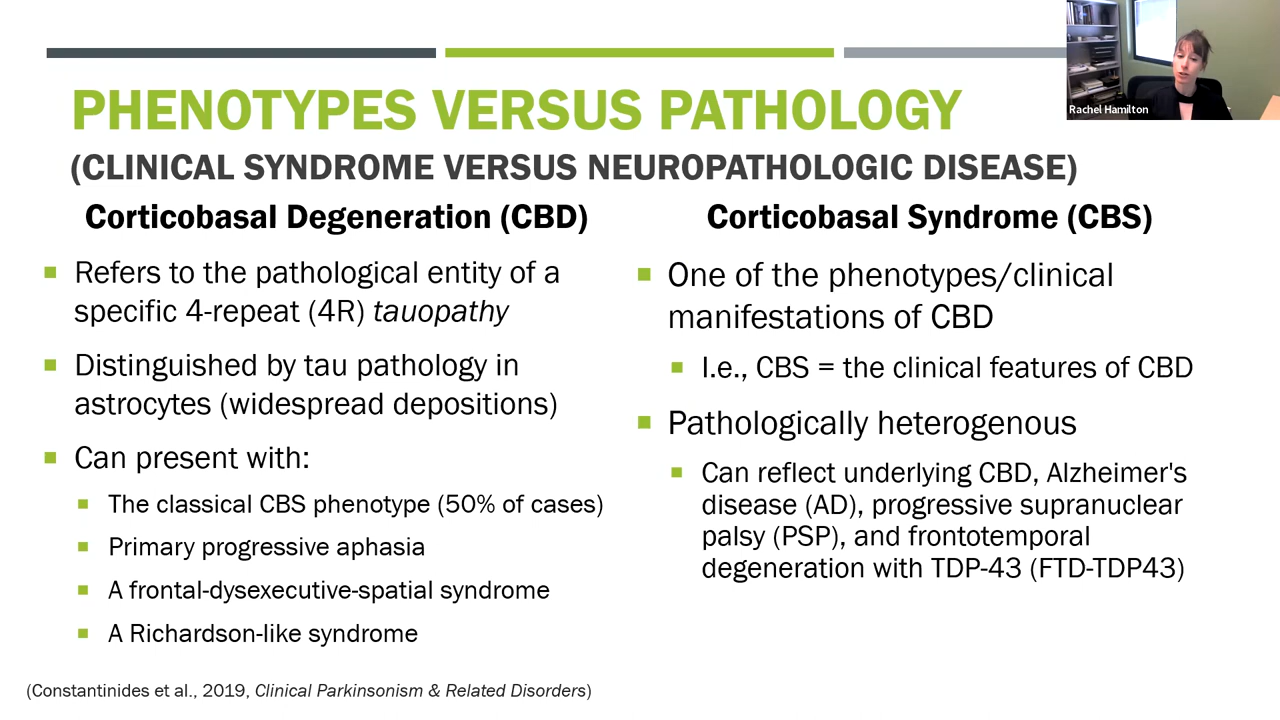 PHENOTYPES VERSUS PATHOLOGY
(CLINICAL SYNDROME VERSUS NEUROPATHOLOGIC DISEASE)
Corticobasal Degeneration (CBD)
Refers to the pathological entity of a
specific 4-repeat (4R) tauopathy
Distinguished by tau pathology in
astrocytes (widespread depositions)
Can present with:
The classical CBS phenotype (50% of cases)
Primary progressive aphasia
A frontal-dysexecutive-spatial syndrome
A Richardson-like syndrome
Corticobasal Syndrome (CBS)
One of the phenotypes/clinical
manifestations of CBD
I.e., CBS = the clinical features of CBD
Pathologically heterogenous
Can reflect underlying CBD, Alzheimer's
disease (AD), progressive supranuclear
palsy (PSP), and frontotemporal
degeneration with TDP-43 (FTD-TDP43)
(Constantinides et al., 2019, Clinical Parkinsonism & Related Disorders)
Rachel Hamilton